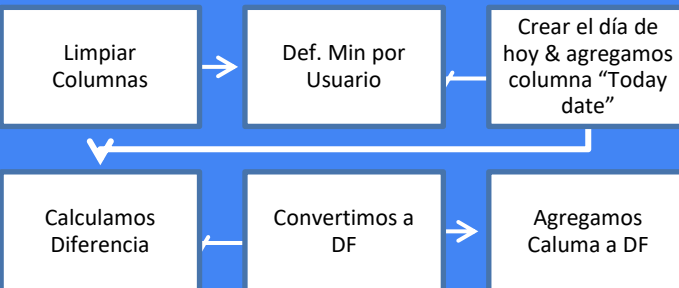 Limpiar
Columnas
Def. Min por
Usuario
Crear el día de
hoy & agregamos
columna “Today
date”
Calculamos
Diferencia
Convertimos a
DF
Agregamos
Caluma a DF